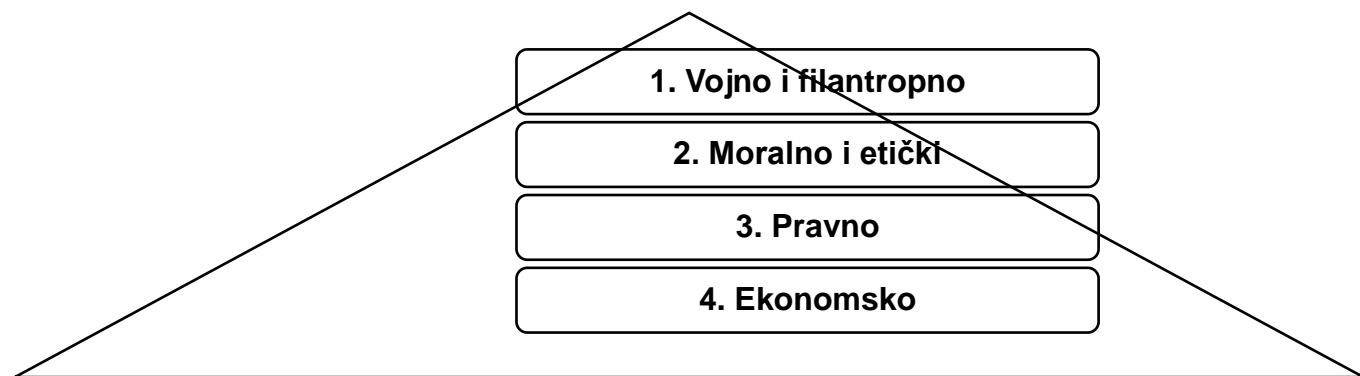 1. Vojno i filantropno
2. Moralno i etički
3. Pravno
4. Ekonomsko